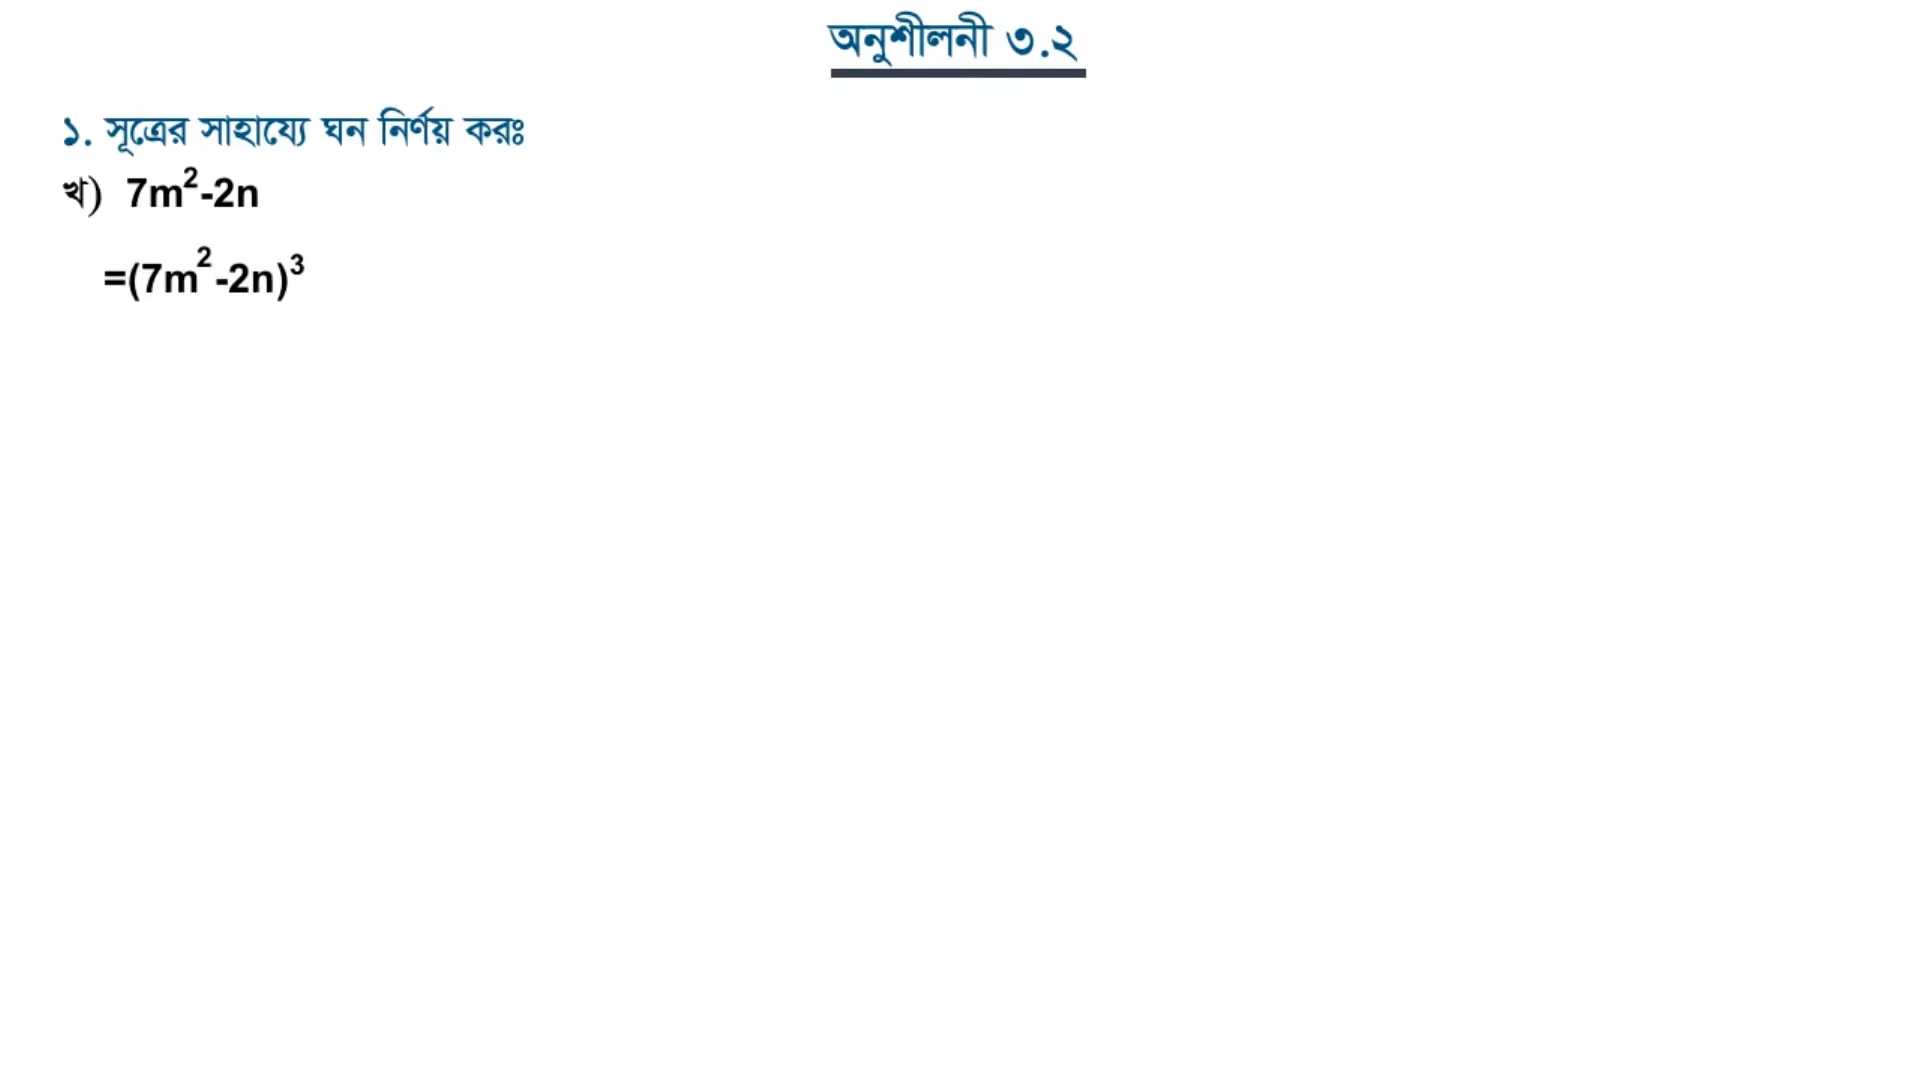 অনুশীলনী ৩.২
১. সূত্রের সাহায্যে ঘন নির্ণয় করঃ
খ) 7m²-2n
=(7m²-2n)³